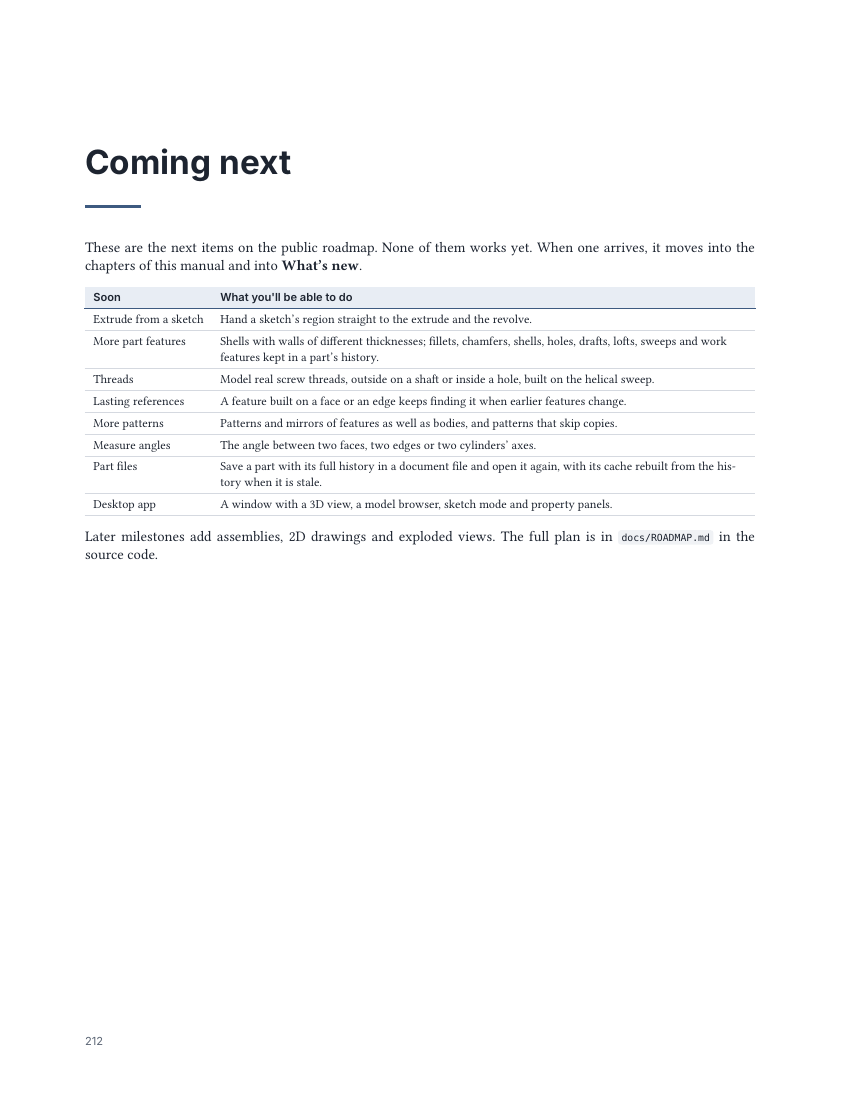 Coming next
These are the next items on the public roadmap. None of them works yet. When one arrives, it moves into the
chapters of this manual and into What’s new.
Soon What you'll be able to do
Extrude from a sketch Hand a sketch’s region straight to the extrude and the revolve.
More part features Shells with walls of different thicknesses; fillets, chamfers, shells, holes, drafts, lofts, sweeps and work
features kept in a part’s history.
Threads Model real screw threads, outside on a shaft or inside a hole, built on the helical sweep.
Lasting references A feature built on a face or an edge keeps finding it when earlier features change.
More patterns Patterns and mirrors of features as well as bodies, and patterns that skip copies.
Measure angles The angle between two faces, two edges or two cylinders’ axes.
Part files Save a part with its full history in a document file and open it again, with its cache rebuilt from the his-
tory when it is stale.
Desktop app A window with a 3D view, a model browser, sketch mode and property panels.
Later milestones add assemblies, 2D drawings and exploded views. The full plan is in docs/ROADMAP.md in the
source code.
212